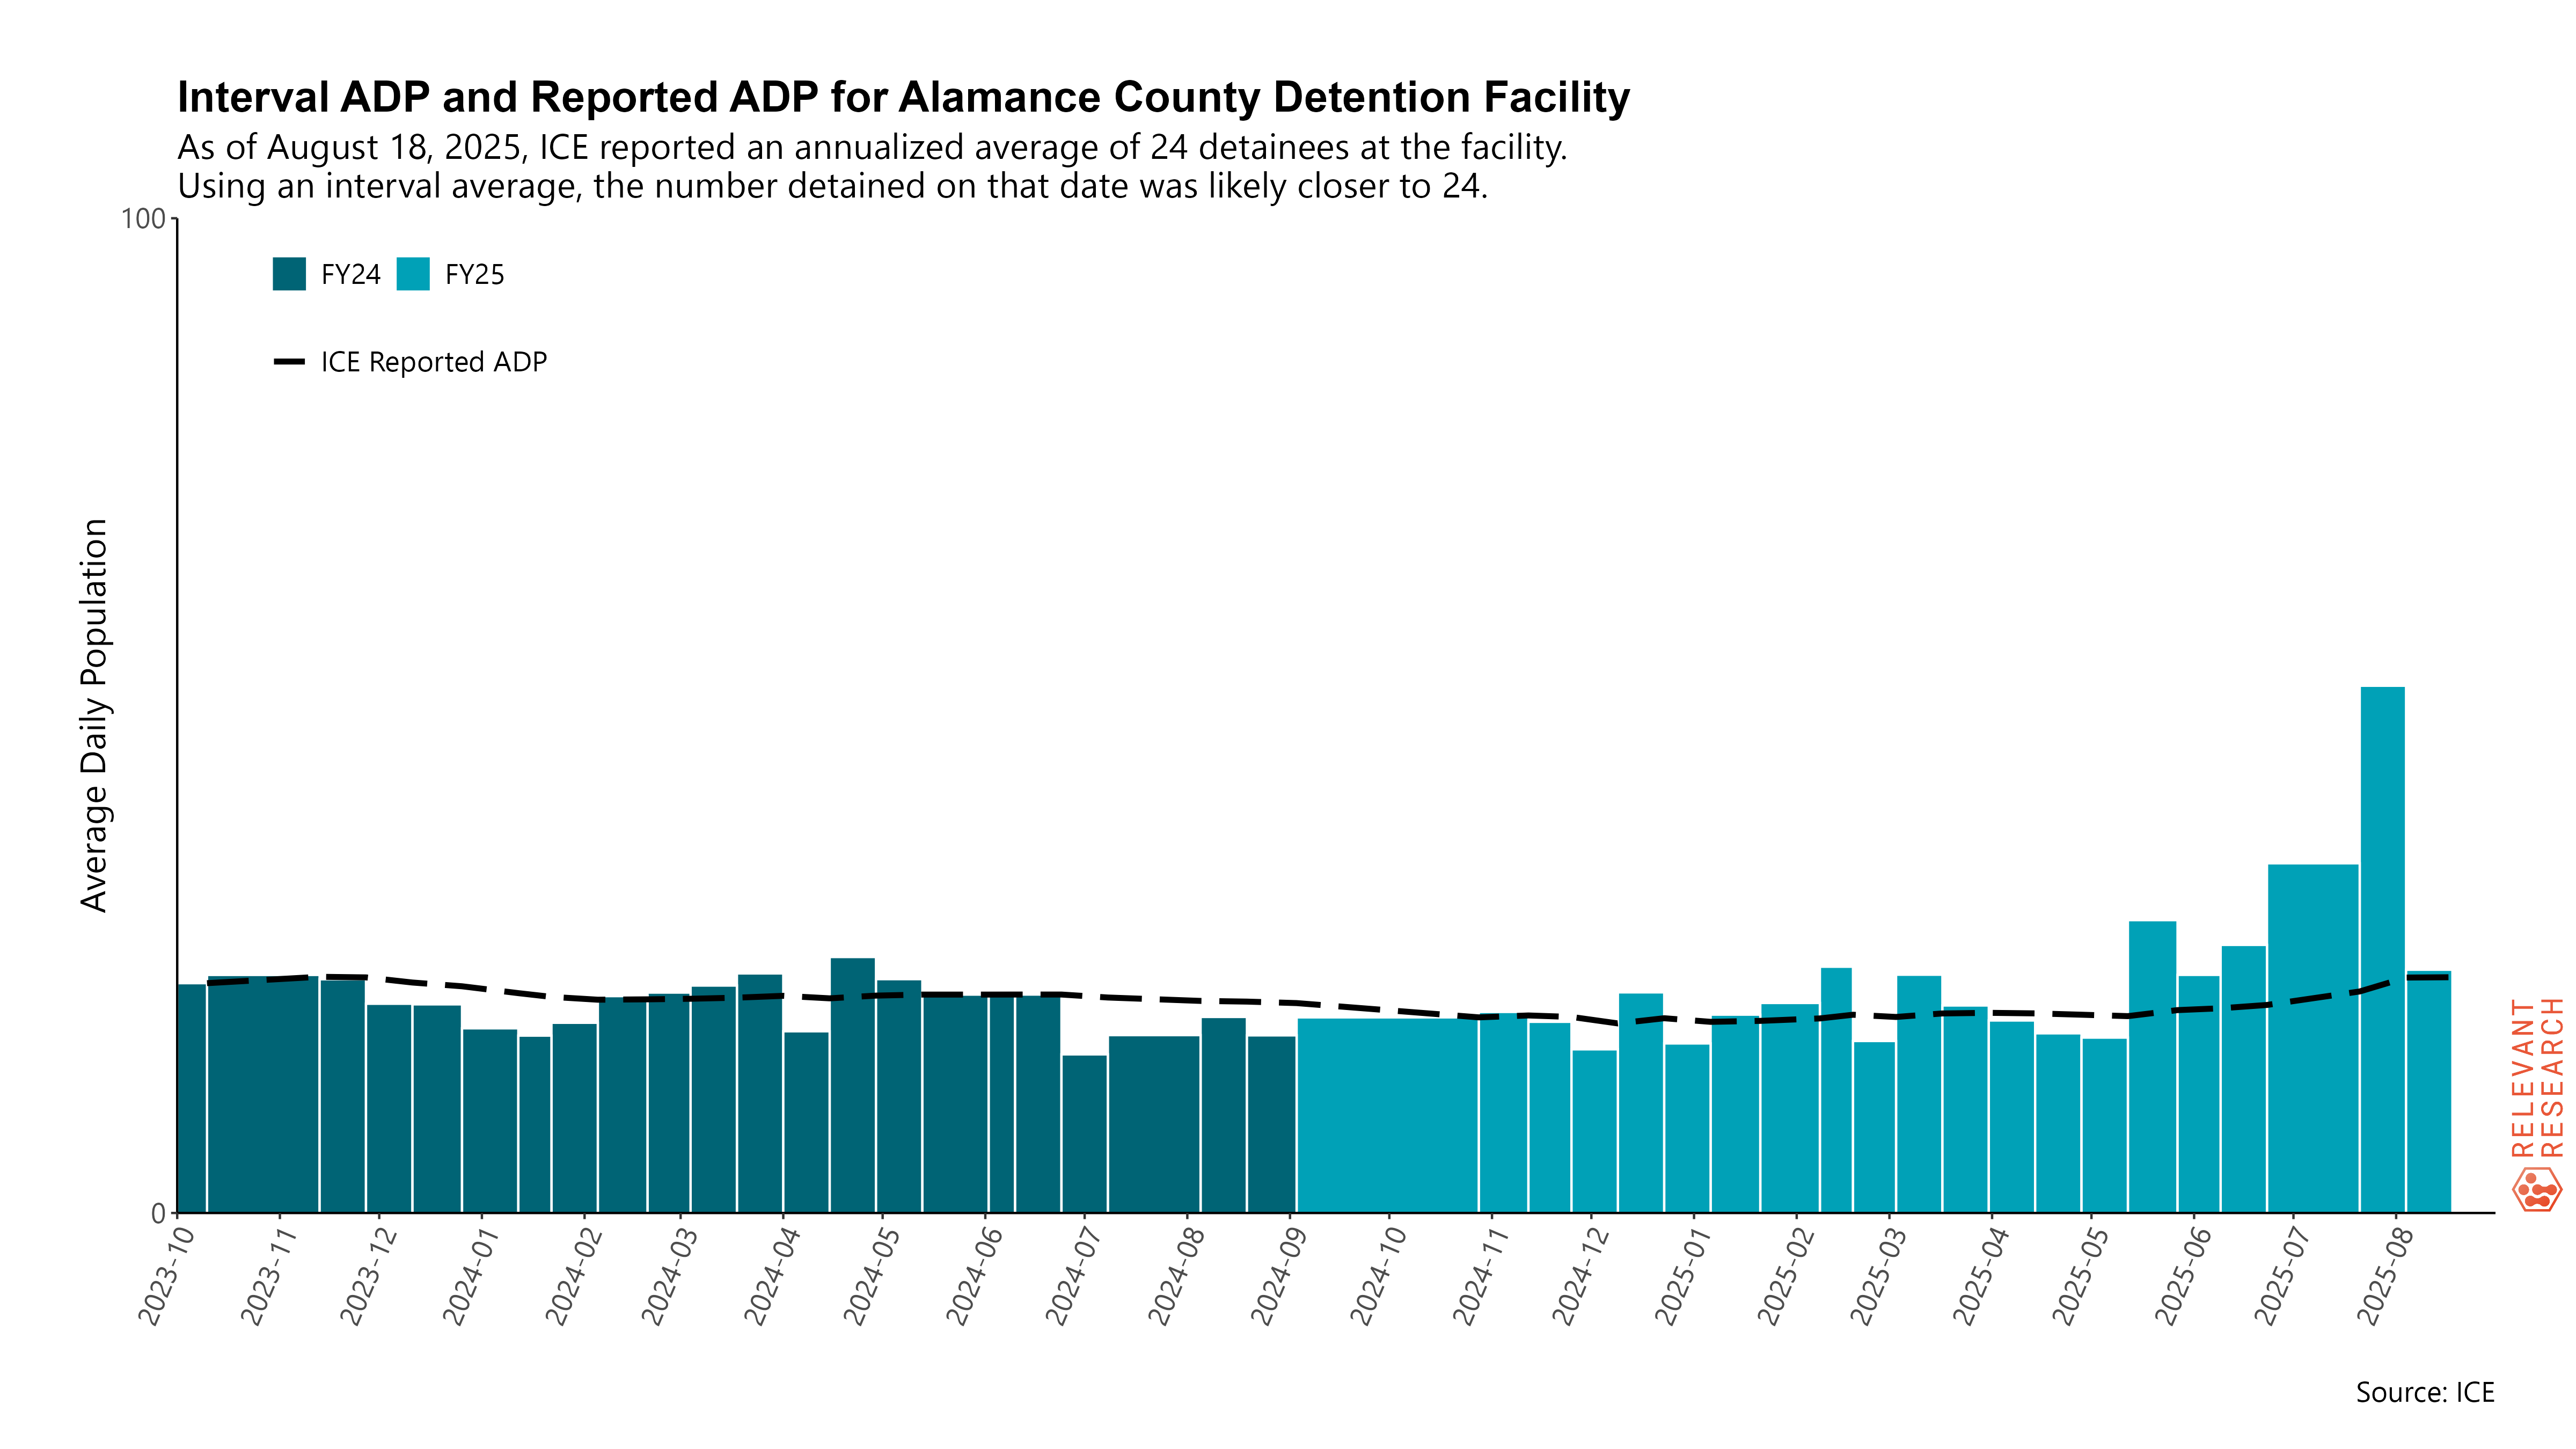 Interval ADP and Reported ADP for Alamance County Detention Facility
As of August 18, 2025, ICE reported an annualized average of 24 detainees at the facility.
Using an interval average, the number detained on that date was likely closer to 24.
100
FY24
FY25
ICE Reported ADP
Average Daily Population
0
2023-10
2023-11
2023-12
2024-01
2024-02
2024-03
2024-04
2024-05
2024-06
2024-07
2024-08
2024-09
2024-10
2024-11
2024-12
2025-01
2025-02
2025-03
2025-04
2025-05
2025-06
2025-07
2025-08
RELEVANT
RESEARCH
Source: ICE